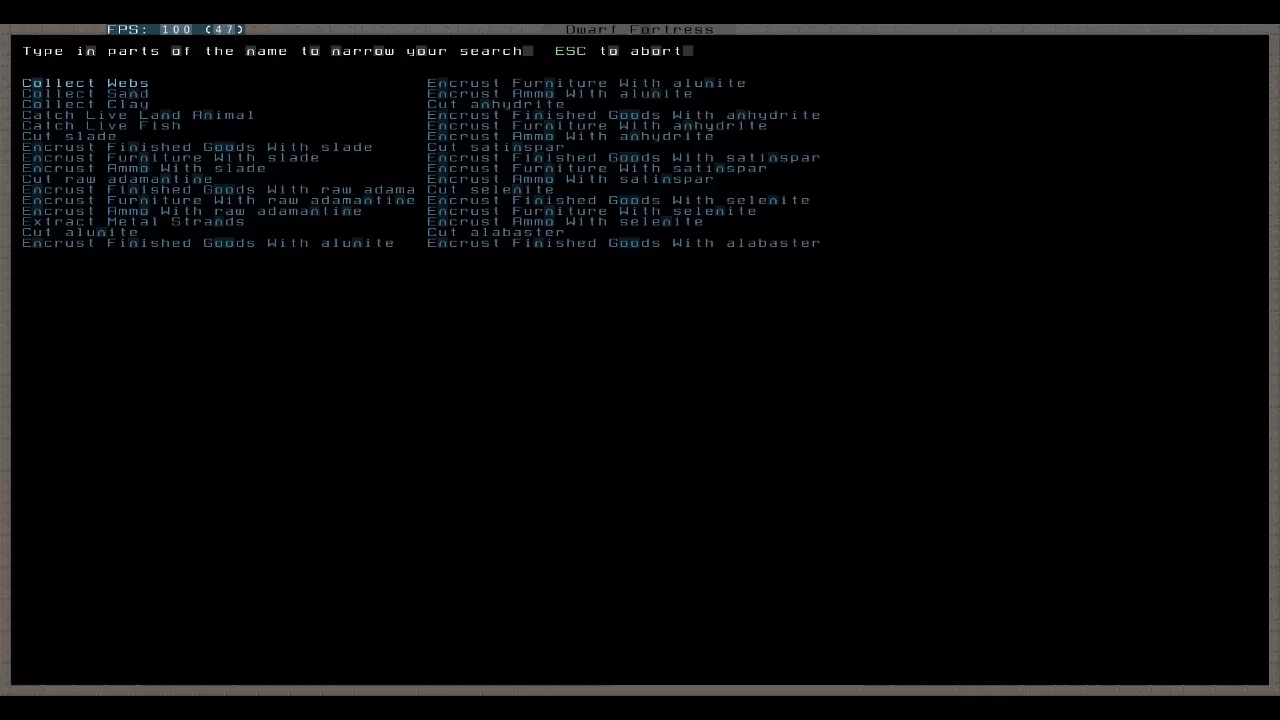 FPS: 100 (47)
Dwarf Fortress
Type in parts of the name to narrow your search ESC to abort
Collect Webs
Collect Sand
Collect Clay
Catch Live Land Animal
Catch Live Fish
Cut slade
Encrust Finished Goods With slade
Encrust Furniture With slade
Encrust Ammo With slade
Cut raw adamantine
Encrust Finished Goods With raw adama
Encrust Furniture With raw adamantine
Encrust Ammo With raw adamantine
Extract Metal Strands
Cut alunite
Encrust Finished Goods With alunite
Encrust Furniture With alunite
Encrust Ammo With alunite
Cut anhydrite
Encrust Finished Goods With anhydrite
Encrust Furniture With anhydrite
Encrust Ammo With anhydrite
Cut satinspar
Encrust Finished Goods With satinspar
Encrust Furniture With satinspar
Encrust Ammo With satinspar
Cut selenite
Encrust Finished Goods With selenite
Encrust Furniture With selenite
Encrust Ammo With selenite
Cut alabaster
Encrust Finished Goods With alabaster